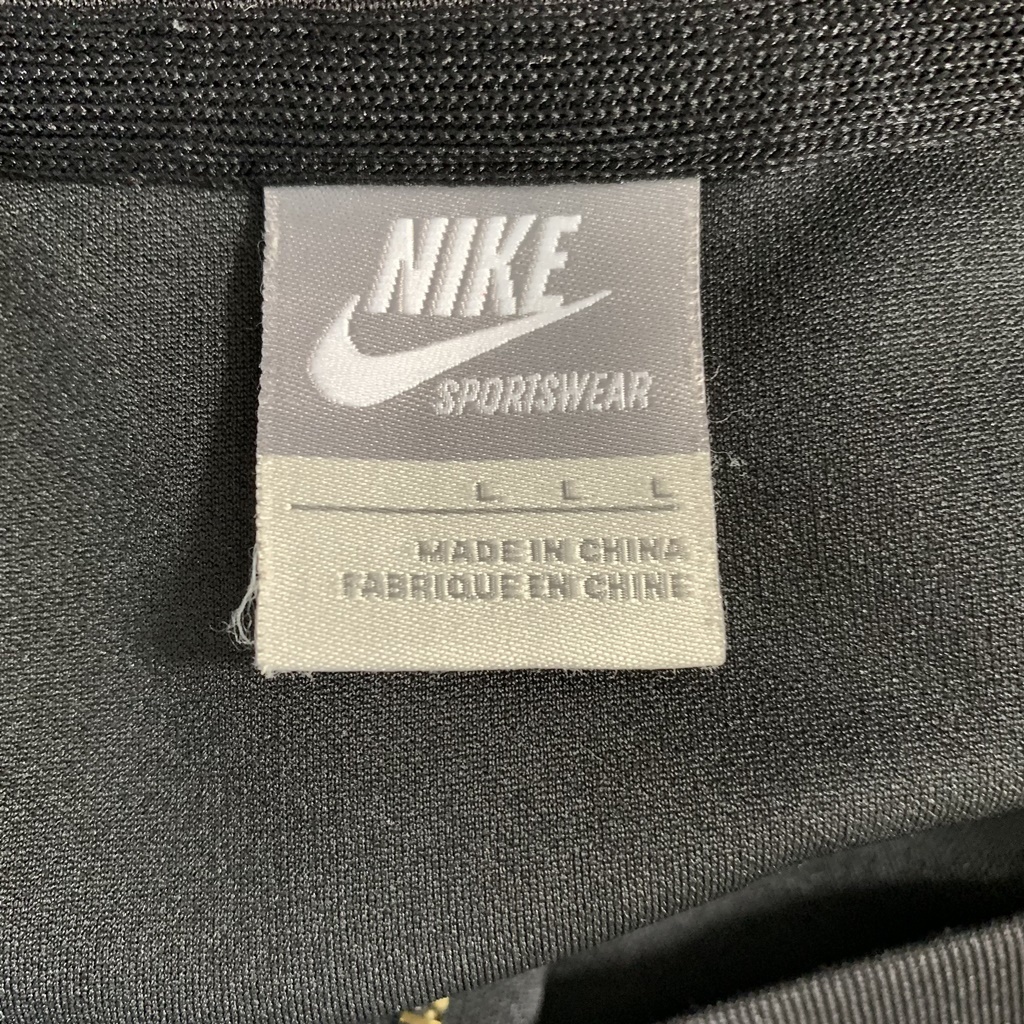 NIKE
SPORTSWEAR
L L L
MADE IN CHINA
FABRIQUE EN CHINE